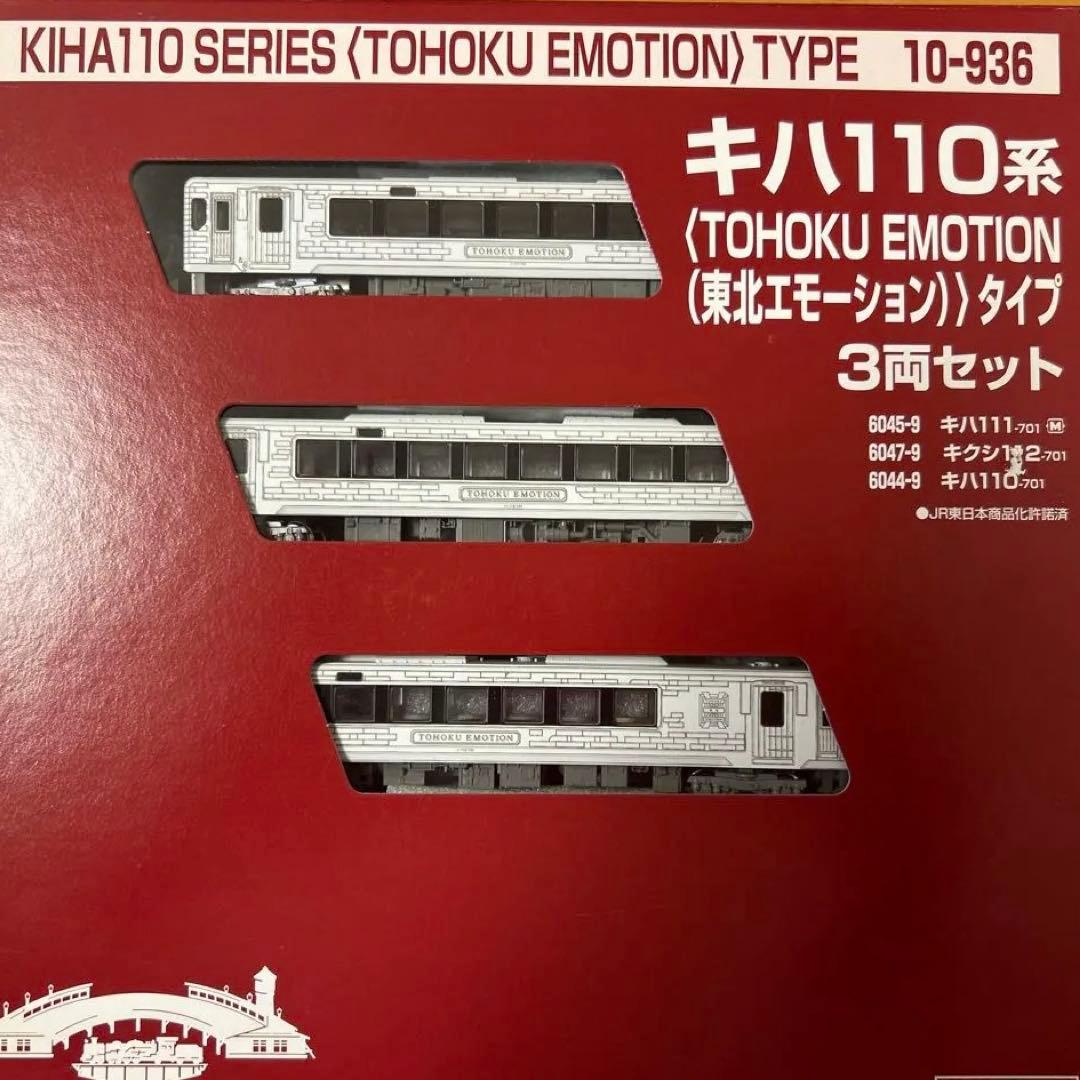 KIHA110 SERIES〈TOHOKU EMOTION〉TYPE 10-936
キハ110系
〈TOHOKU EMOTION
(東北エモーション)〉タイプ
3両セット
6045-9 キハ111-701 M
6047-9 キクシ112-701
6044-9 キハ110-701
●JR東日本商品化許諾済
TOHOKU EMOTION
TOHOKU EMOTION
TOHOKU EMOTION